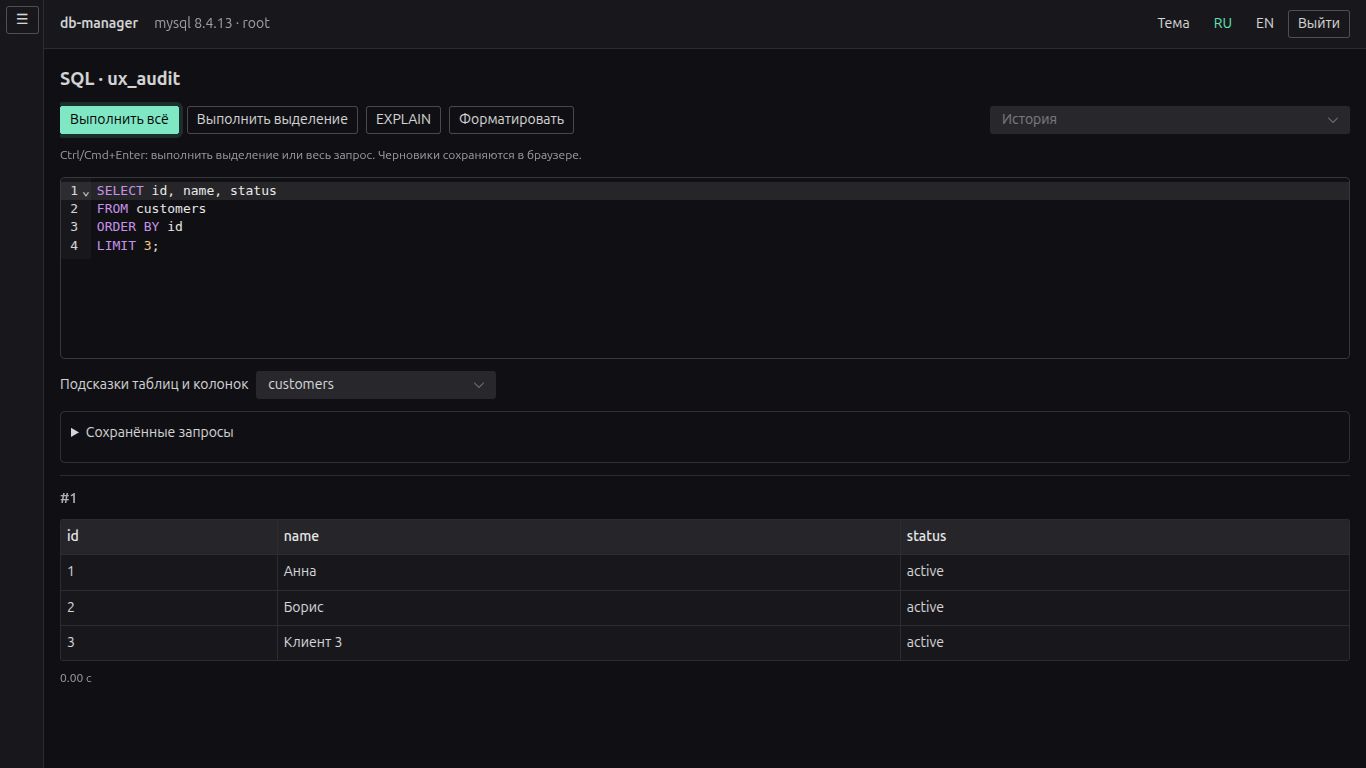 ☰ db-manager mysql 8.4.13 · root Тема RU EN Выйти
SQL · ux_audit
Выполнить всё Выполнить выделение EXPLAIN Форматировать История
Ctrl/Cmd+Enter: выполнить выделение или весь запрос. Черновики сохраняются в браузере.
1 SELECT id, name, status
2 FROM customers
3 ORDER BY id
4 LIMIT 3;
Подсказки таблиц и колонок customers
Сохранённые запросы
#1
id name status
1 Анна active
2 Борис active
3 Клиент 3 active
0.00 с